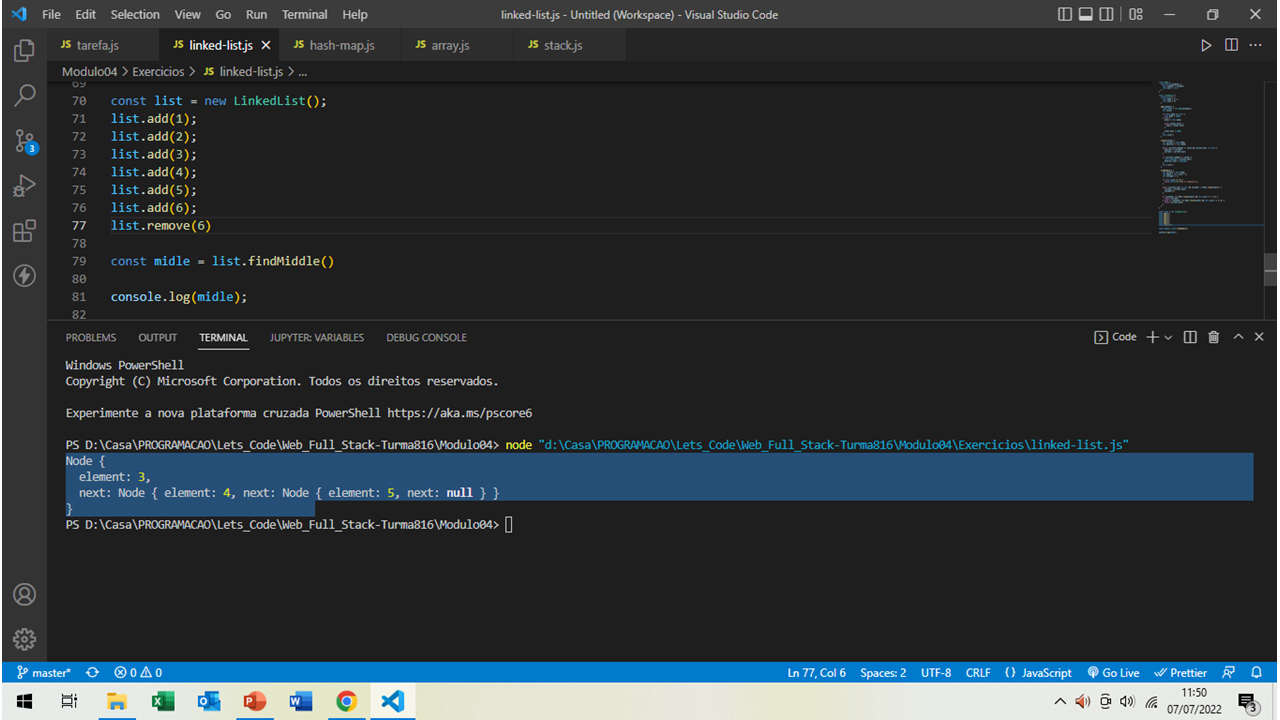 File Edit Selection View Go Run Terminal Help linked-list.js - Untitled (Workspace) - Visual Studio Code
JS tarefa.js JS linked-list.js JS hash-map.js JS array.js JS stack.js
Modulo04 > Exercicios > JS linked-list.js > ...
69
70 const list = new LinkedList();
71 list.add(1);
72 list.add(2);
73 list.add(3);
74 list.add(4);
75 list.add(5);
76 list.add(6);
77 list.remove(6)
78
79 const midle = list.findMiddle()
80
81 console.log(midle);
82
3
PROBLEMS OUTPUT TERMINAL JUPYTER: VARIABLES DEBUG CONSOLE Code
Windows PowerShell
Copyright (C) Microsoft Corporation. Todos os direitos reservados.
Experimente a nova plataforma cruzada PowerShell https://aka.ms/pscore6
PS D:\Casa\PROGRAMACAO\Lets_Code\Web_Full_Stack-Turma816\Modulo04> node "d:\Casa\PROGRAMACAO\Lets_Code\Web_Full_Stack-Turma816\Modulo04\Exercicios\linked-list.js"
Node {
element: 3,
next: Node { element: 4, next: Node { element: 5, next: null } }
}
PS D:\Casa\PROGRAMACAO\Lets_Code\Web_Full_Stack-Turma816\Modulo04>
master* 0 0 Ln 77, Col 6 Spaces: 2 UTF-8 CRLF {} JavaScript Go Live Prettier
11:50
07/07/2022
3